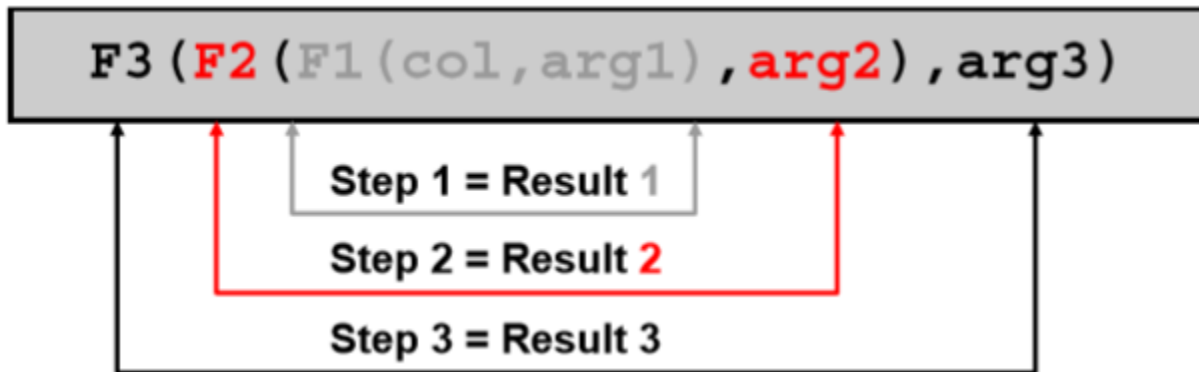 F3(F2(F1(col,arg1),arg2),arg3)
Step 1 = Result 1
Step 2 = Result 2
Step 3 = Result 3